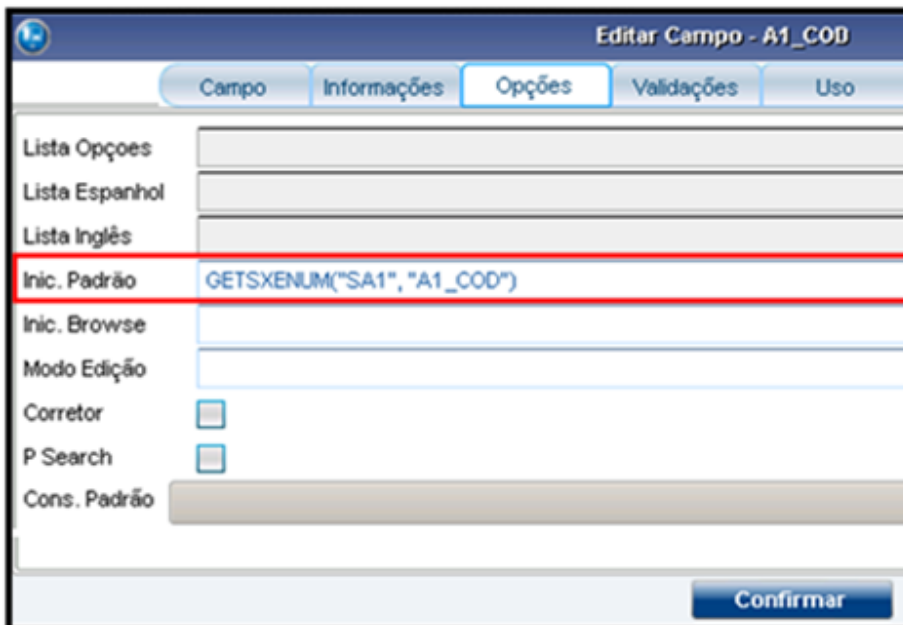 Editar Campo - A1_COD
Campo Informações Opções Validações Uso
Lista Opçoes
Lista Espanhol
Lista Inglês
Inic. Padrão GETSXENUM("SA1", "A1_COD")
Inic. Browse
Modo Edição
Corretor
P Search
Cons. Padrão
Confirmar